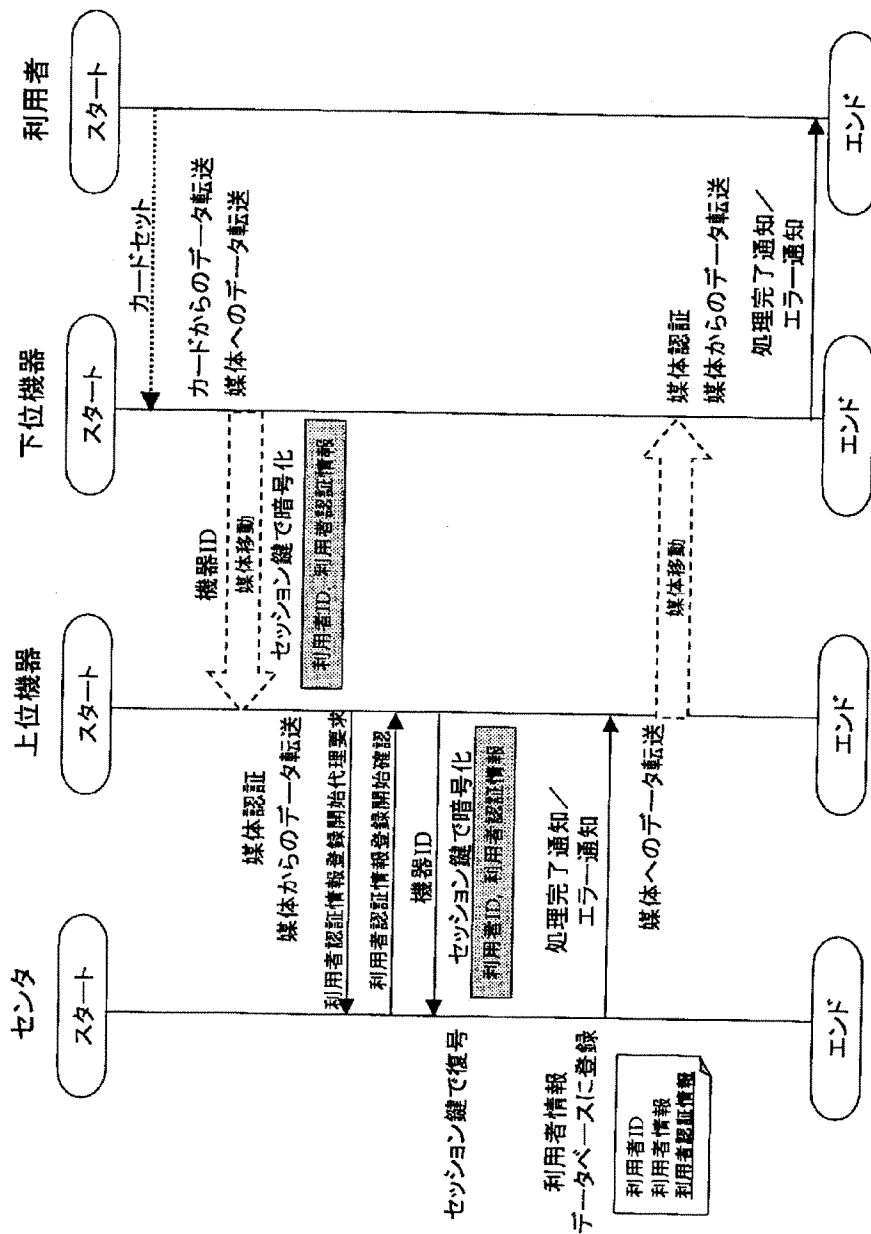 センタ
上位機器
下位機器
利用者
スタート
スタート
スタート
スタート
カードセット
カードからのデータ転送
媒体へのデータ転送
機器ID
媒体移動
セッション鍵で暗号化
利用者ID, 利用者認証情報
媒体認証
媒体からのデータ転送
利用者認証情報登録開始代理要求
利用者認証情報登録開始確認
機器ID
セッション鍵で暗号化
利用者ID, 利用者認証情報
セッション鍵で復号
利用者情報
データベースに登録
利用者ID
利用者情報
利用者認証情報
処理完了通知／
エラー通知
媒体へのデータ転送
媒体移動
媒体認証
媒体からのデータ転送
処理完了通知／
エラー通知
エンド
エンド
エンド
エンド